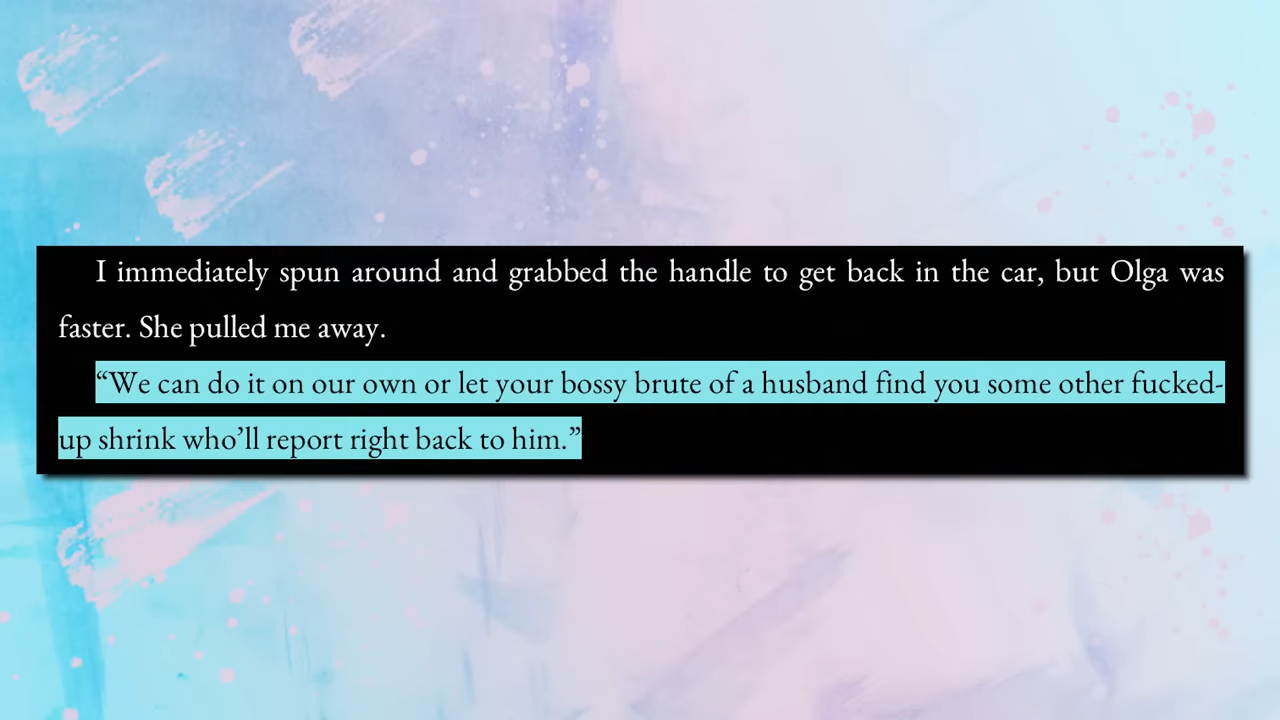 I immediately spun around and grabbed the handle to get back in the car, but Olga was
faster. She pulled me away.
“We can do it on our own or let your bossy brute of a husband find you some other fucked-
up shrink who’ll report right back to him.”